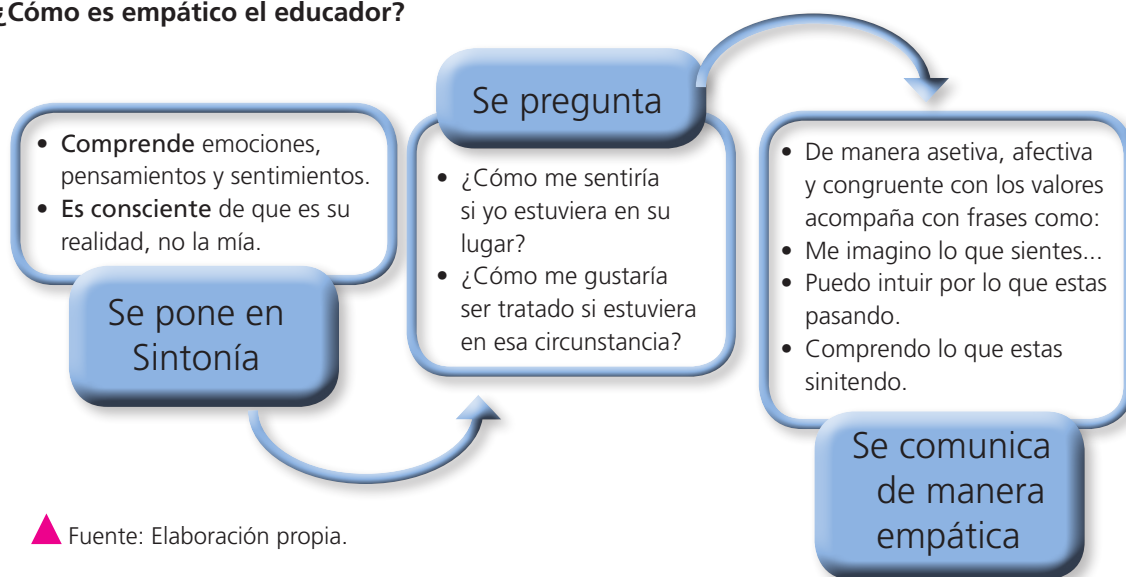 ¿Cómo es empático el educador?
• Comprende emociones,
pensamientos y sentimientos.
• Es consciente de que es su
realidad, no la mía.
Se pone en
Sintonía
Se pregunta
• ¿Cómo me sentiría
si yo estuviera en su
lugar?
• ¿Cómo me gustaría
ser tratado si estuviera
en esa circunstancia?
• De manera asetiva, afectiva
y congruente con los valores
acompaña con frases como:
• Me imagino lo que sientes...
• Puedo intuir por lo que estas
pasando.
• Comprendo lo que estas
sinitendo.
Se comunica
de manera
empática
Fuente: Elaboración propia.